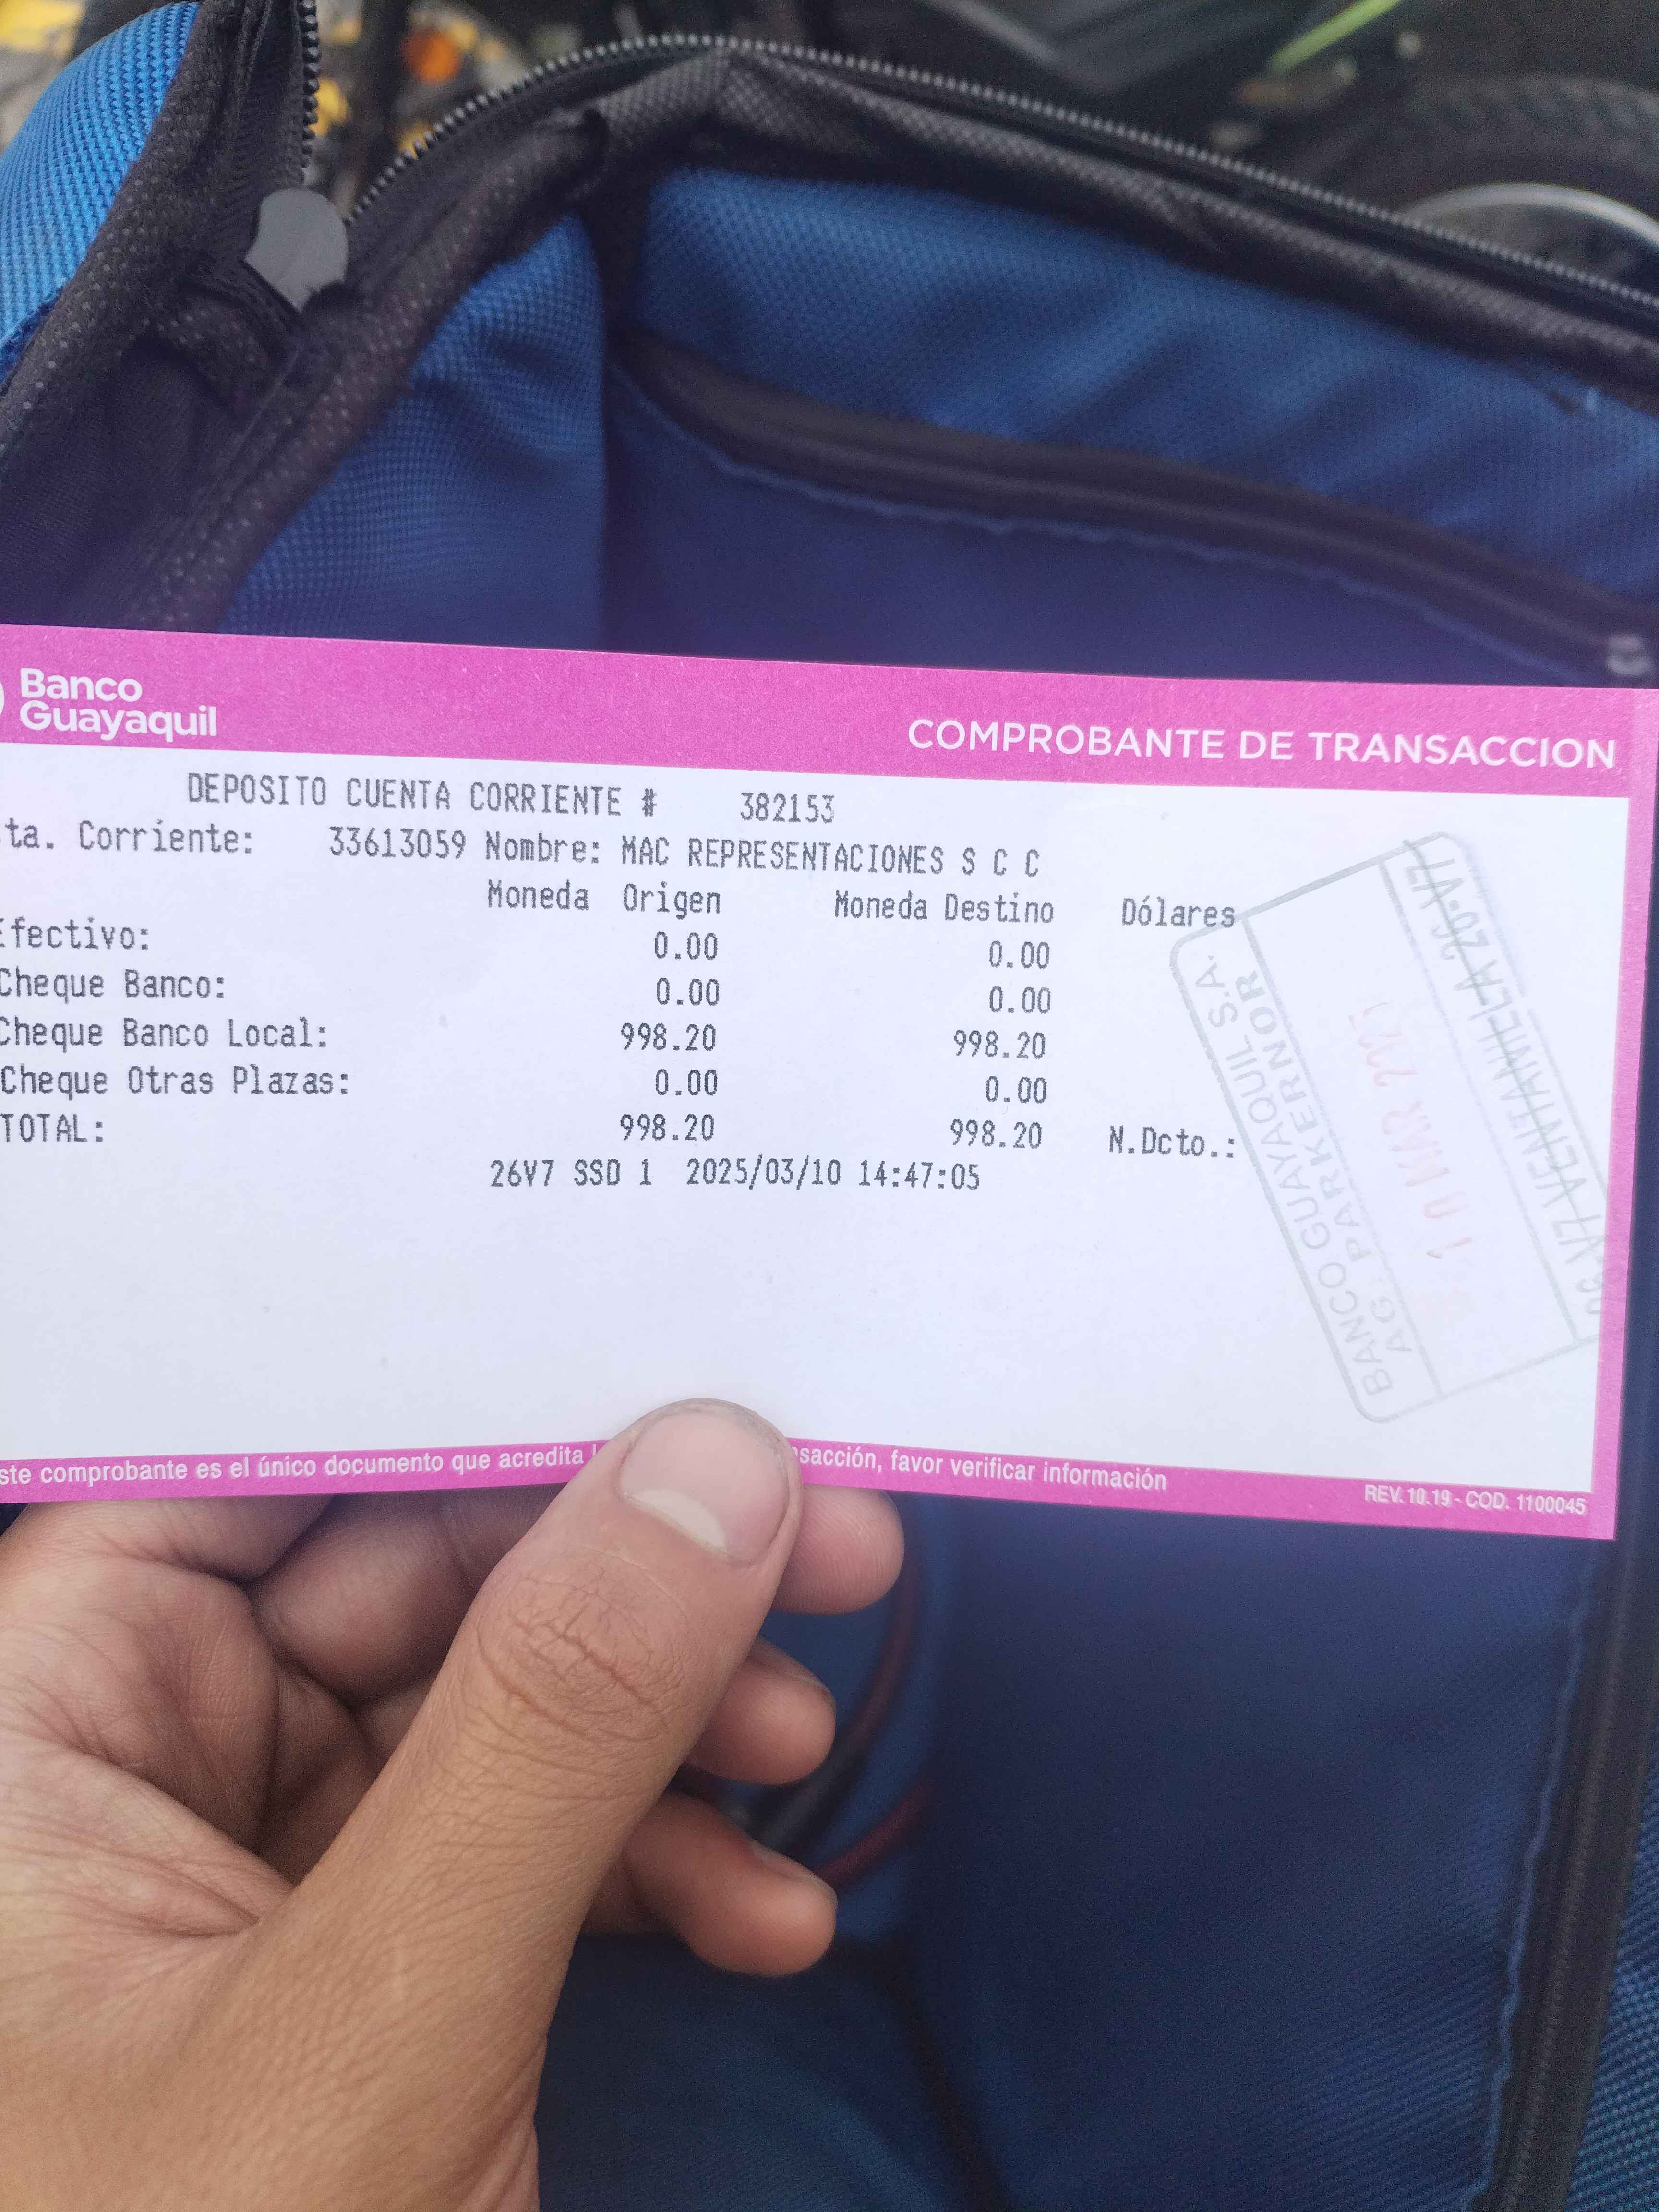 Banco
Guayaquil
COMPROBANTE DE TRANSACCION
DEPOSITO CUENTA CORRIENTE # 382153
ta. Corriente: 33613059 Nombre: MAC REPRESENTACIONES S C C
Moneda Origen Moneda Destino Dólares
Efectivo: 0.00 0.00
Cheque Banco: 0.00 0.00
Cheque Banco Local: 998.20 998.20
Cheque Otras Plazas: 0.00 0.00
TOTAL: 998.20 998.20 N.Dcto.:
26V7 SSD 1 2025/03/10 14:47:05
BANCO GUAYAQUIL S.A.
AG. PARKERNOR
10 MAR
VENTANILLA 26-V7
ste comprobante es el único documento que acredita sacción, favor verificar información
REV. 10.19 - COD. 1100045